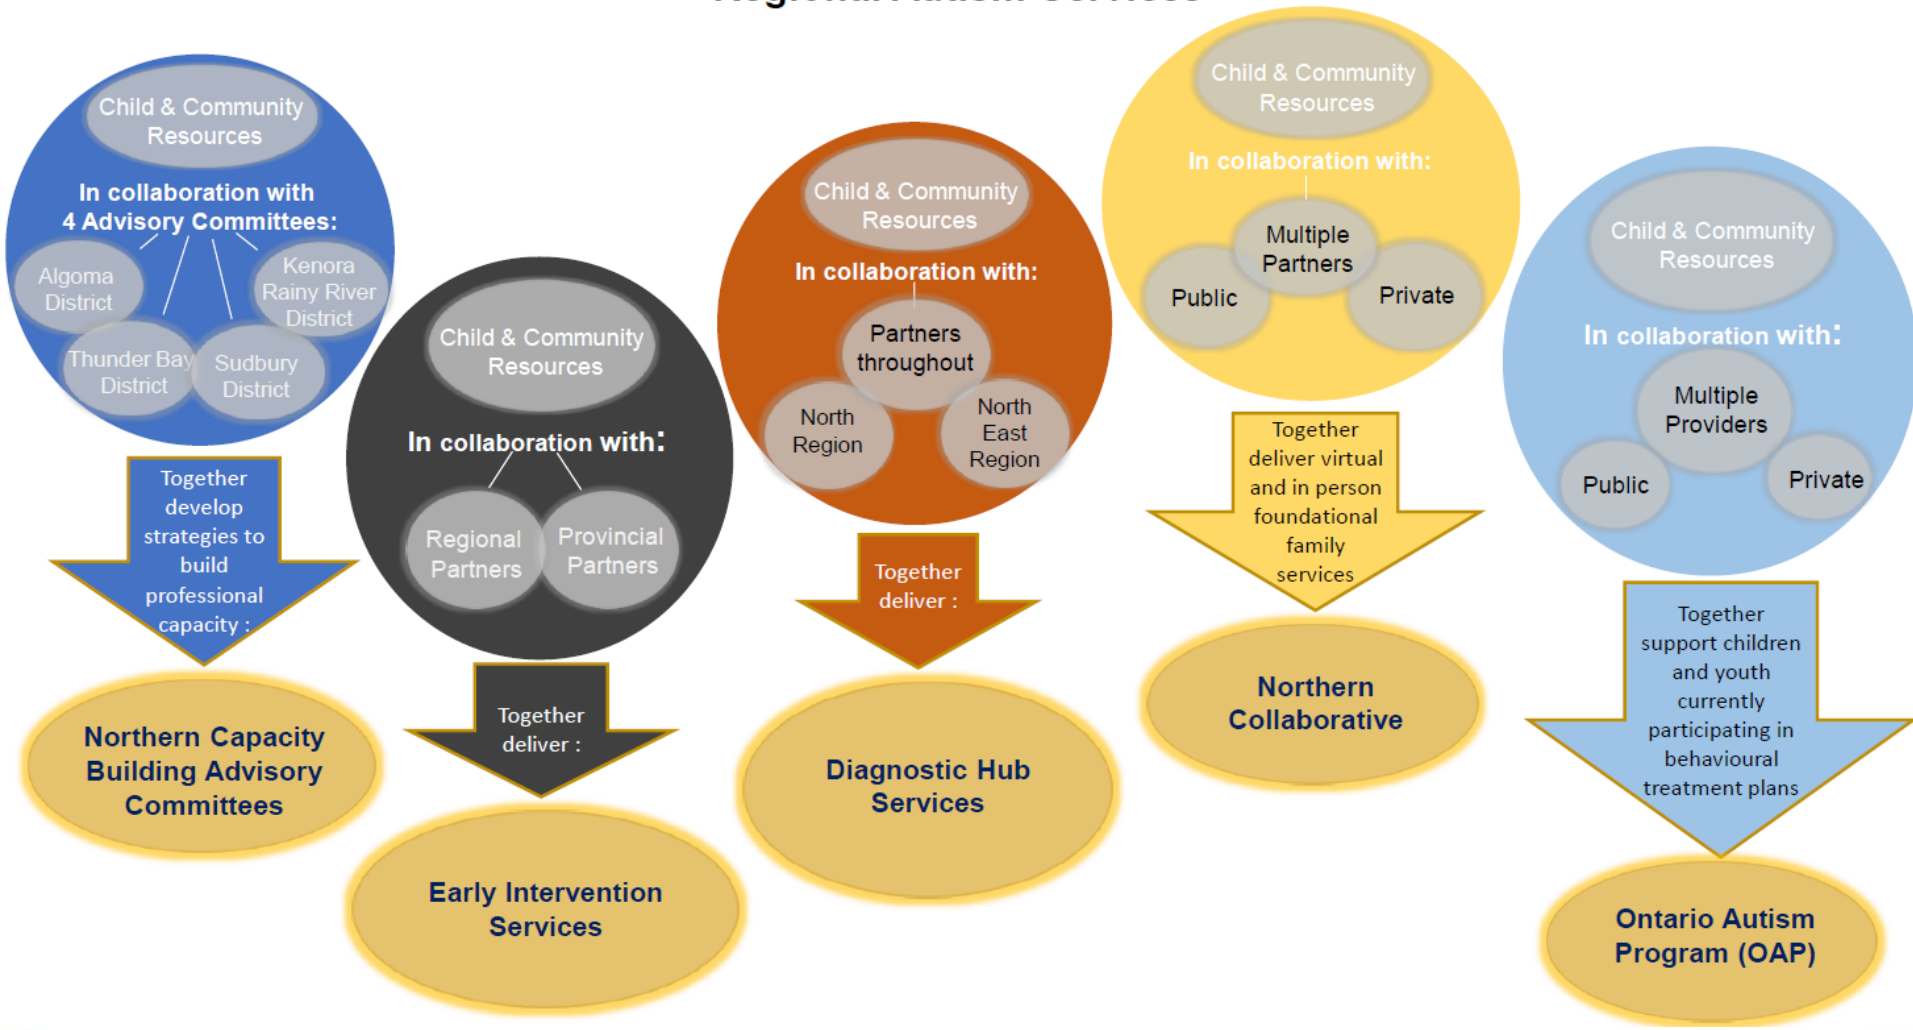 Regional Autism Services
Child & Community
Resources
In collaboration with
4 Advisory Committees:
Algoma
District
Kenora
Rainy River
District
Thunder Bay
District
Sudbury
District
Together
develop
strategies to
build
professional
capacity :
Northern Capacity
Building Advisory
Committees
Child & Community
Resources
In collaboration with:
Regional
Partners
Provincial
Partners
Together
deliver :
Early Intervention
Services
Child & Community
Resources
In collaboration with:
Partners
throughout
North
Region
North
East
Region
Together
deliver :
Diagnostic Hub
Services
Child & Community
Resources
In collaboration with:
Multiple
Partners
Public
Private
Together
deliver virtual
and in person
foundational
family
services
Northern
Collaborative
Child & Community
Resources
In collaboration with:
Multiple
Providers
Public
Private
Together
support children
and youth
currently
participating in
behavioural
treatment plans
Ontario Autism
Program (OAP)